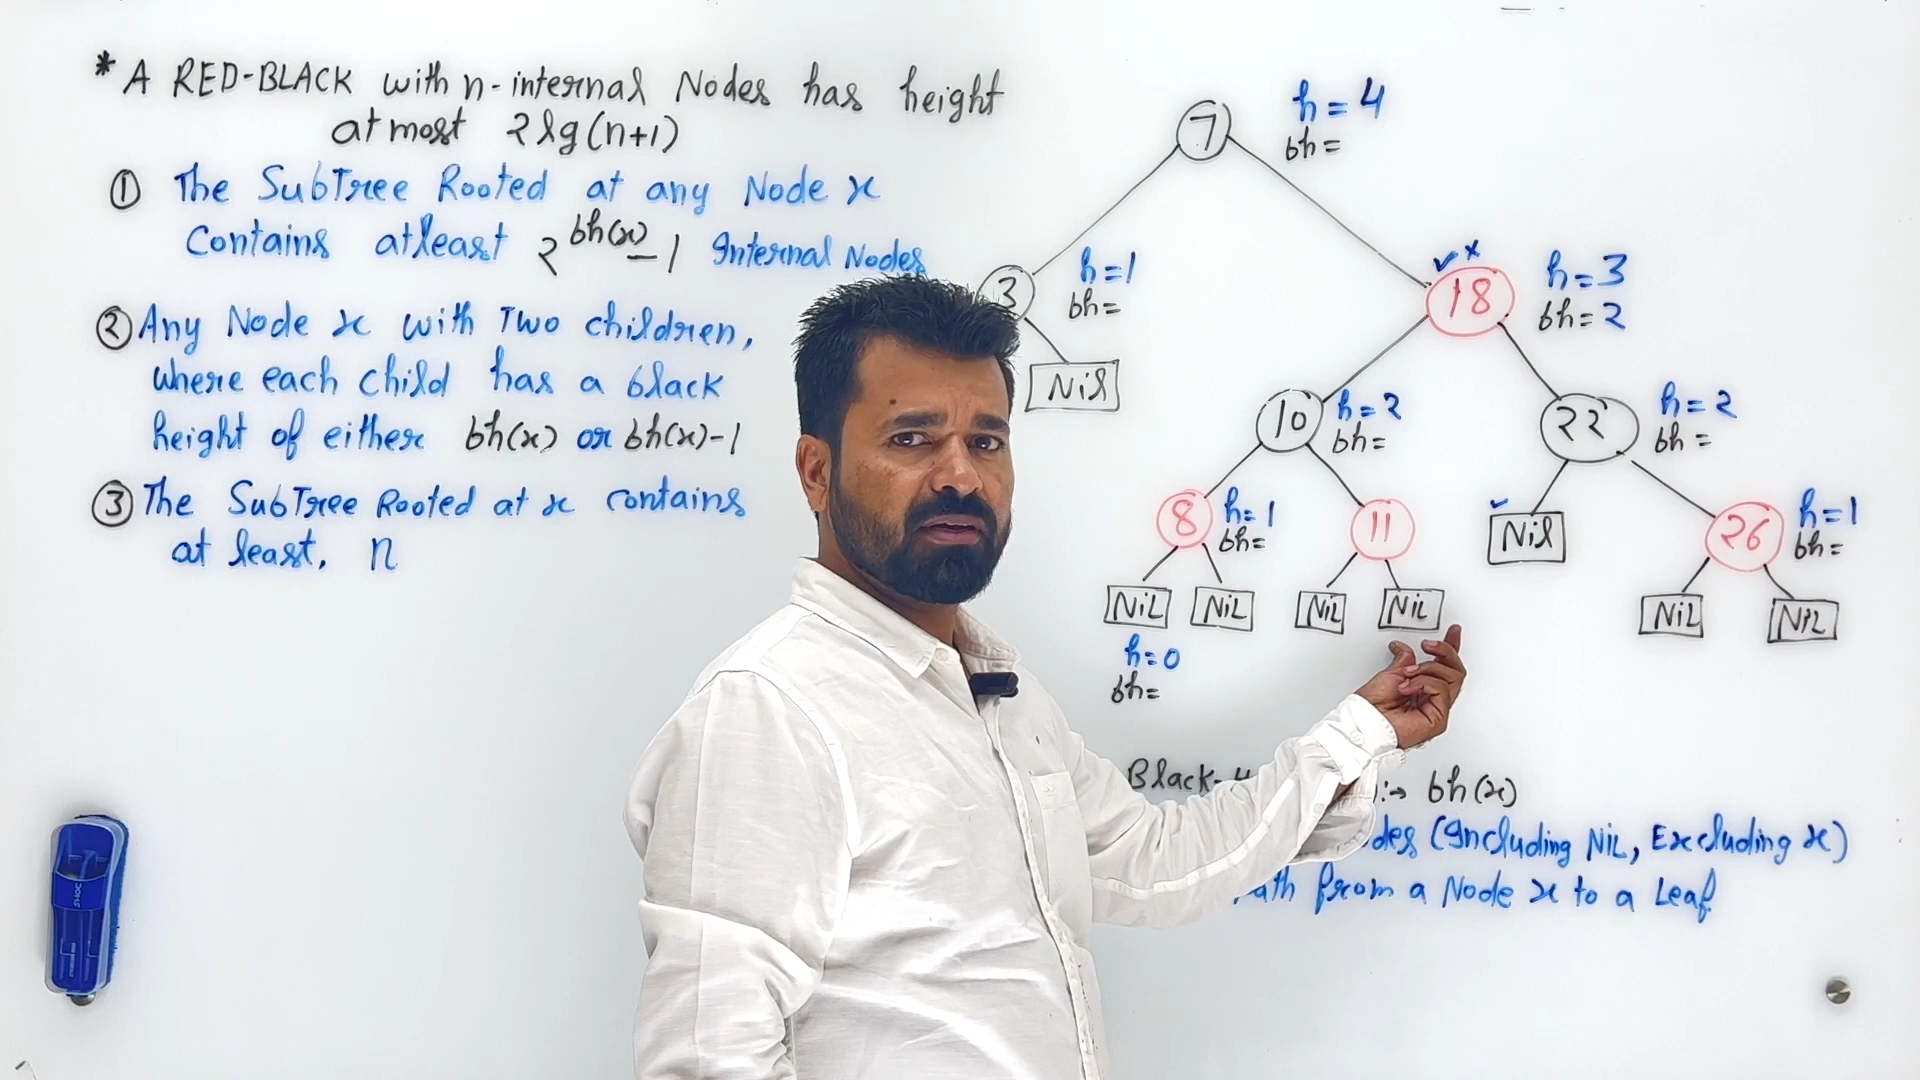 * A RED-BLACK with n-internal Nodes has height
at most 2lg(n+1)
① The SubTree Rooted at any Node x
Contains atleast 2^bh(x) - 1 Internal Nodes
② Any Node x with Two children,
where each child has a black
height of either bh(x) or bh(x)-1
③ The SubTree Rooted at x contains
at least, n
7
h=4
bh=
3
h=1
bh=
Nil
✓ x
18
h=3
bh=2
10
h=2
bh=
22
h=2
bh=
8
h=1
bh=
11
✓
Nil
26
h=1
bh=
NiL NiL NiL NiL NiL NiL
h=0
bh=
Black- :→ bh(x)
(Including NiL, Excluding x)
from a Node x to a Leaf
SHOC